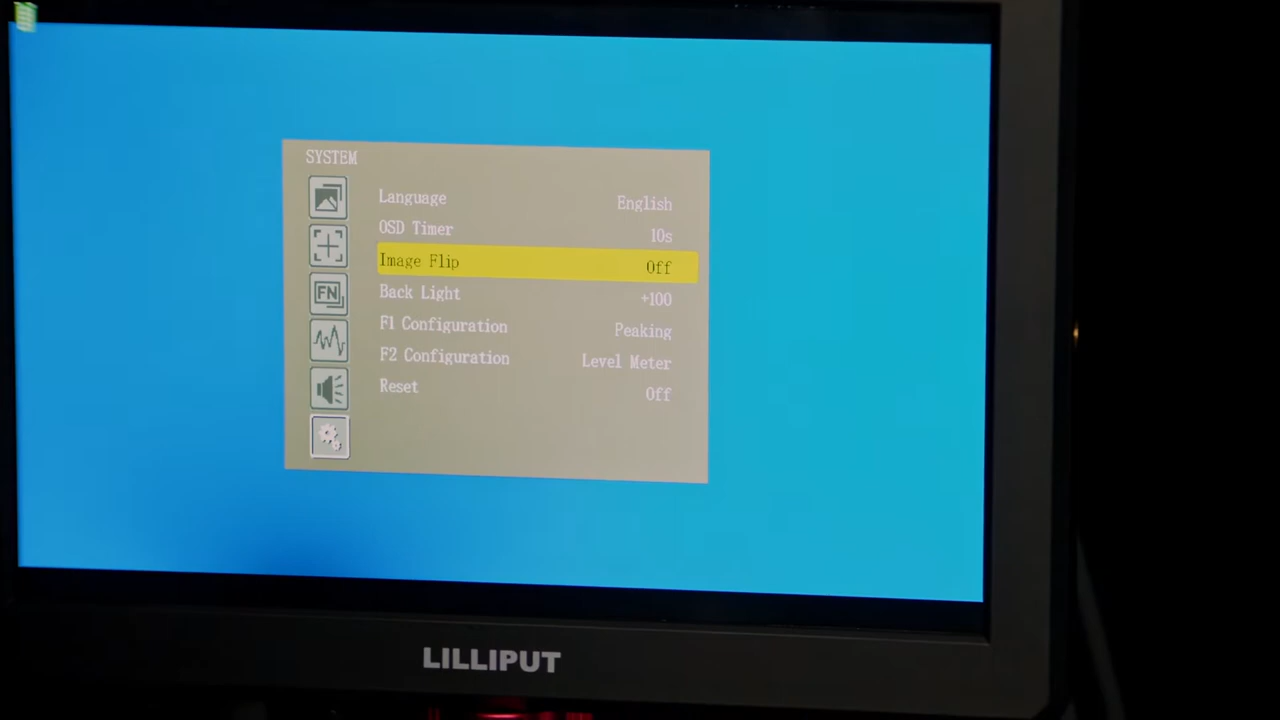 SYSTEM
Language English
OSD Timer 10s
Image Flip Off
FN
Back Light +100
F1 Configuration Peaking
F2 Configuration Level Meter
Reset Off
LILLIPUT